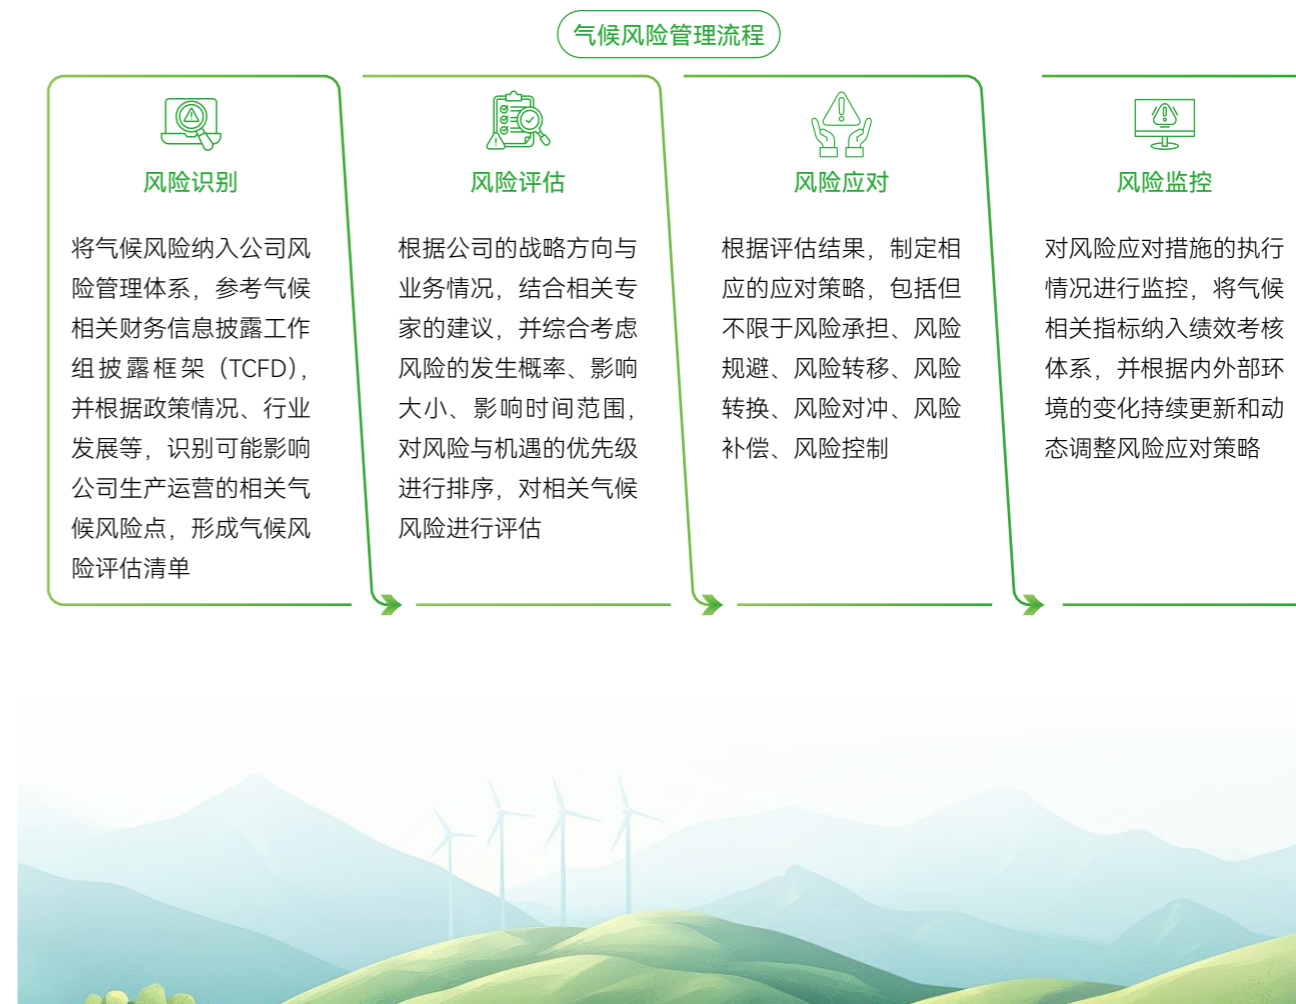 气候风险管理流程
风险识别
将气候风险纳入公司风
险管理体系，参考气候
相关财务信息披露工作
组披露框架（TCFD），
并根据政策情况、行业
发展等，识别可能影响
公司生产运营的相关气
候风险点，形成气候风
险评估清单
风险评估
根据公司的战略方向与
业务情况，结合相关专
家的建议，并综合考虑
风险的发生概率、影响
大小、影响时间范围，
对风险与机遇的优先级
进行排序，对相关气候
风险进行评估
风险应对
根据评估结果，制定相
应的应对策略，包括但
不限于风险承担、风险
规避、风险转移、风险
转换、风险对冲、风险
补偿、风险控制
风险监控
对风险应对措施的执行
情况进行监控，将气候
相关指标纳入绩效考核
体系，并根据内外部环
境的变化持续更新和动
态调整风险应对策略